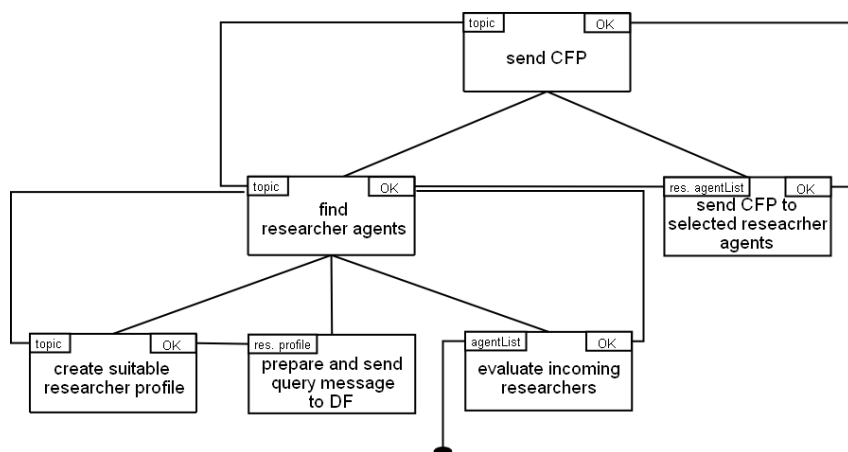 topic OK
send CFP
topic OK
find
researcher agents
res. agentList OK
send CFP to
selected reseacrher
agents
topic OK
create suitable
researcher profile
res. profile
prepare and send
query message
to DF
agentList OK
evaluate incoming
researchers